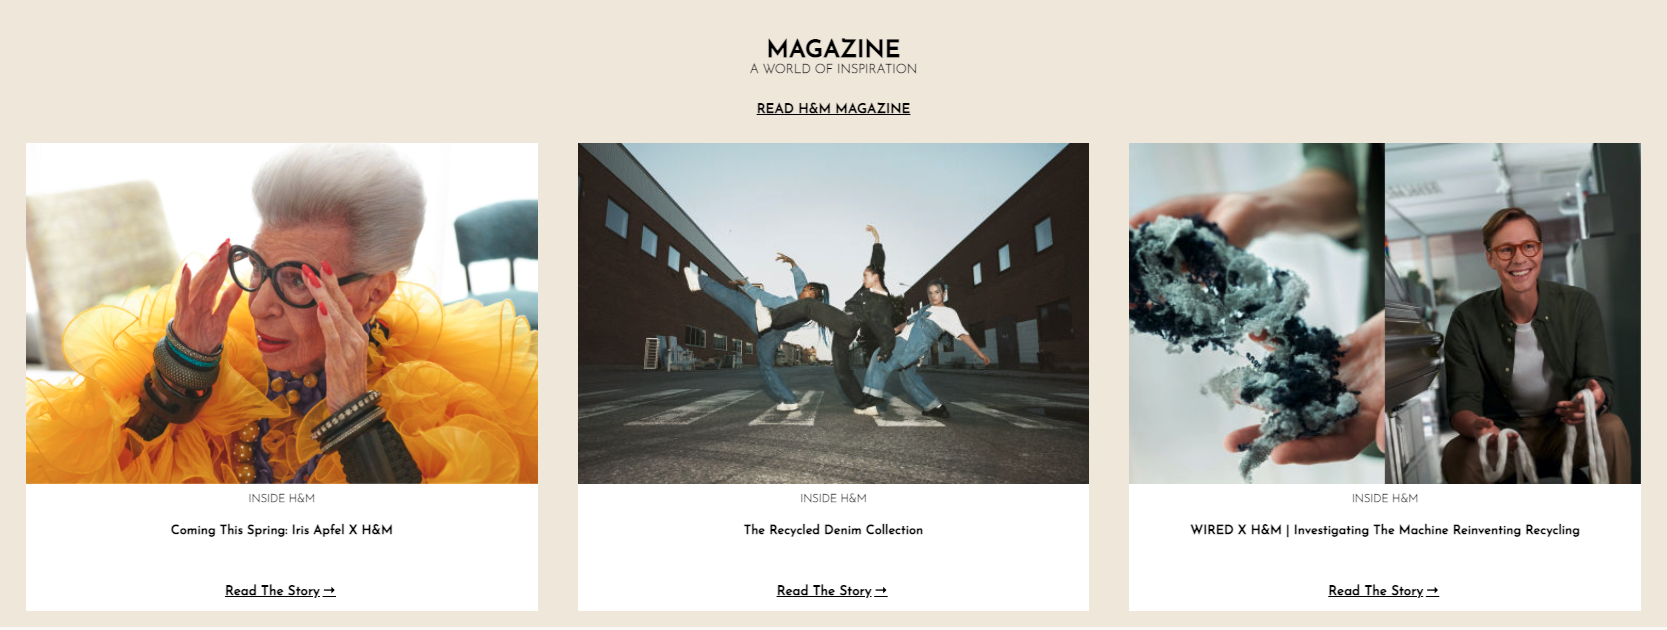 MAGAZINE
A WORLD OF INSPIRATION
READ H&M MAGAZINE
INSIDE H&M
Coming This Spring: Iris Apfel X H&M
Read The Story →
INSIDE H&M
The Recycled Denim Collection
Read The Story →
INSIDE H&M
WIRED X H&M | Investigating The Machine Reinventing Recycling
Read The Story →